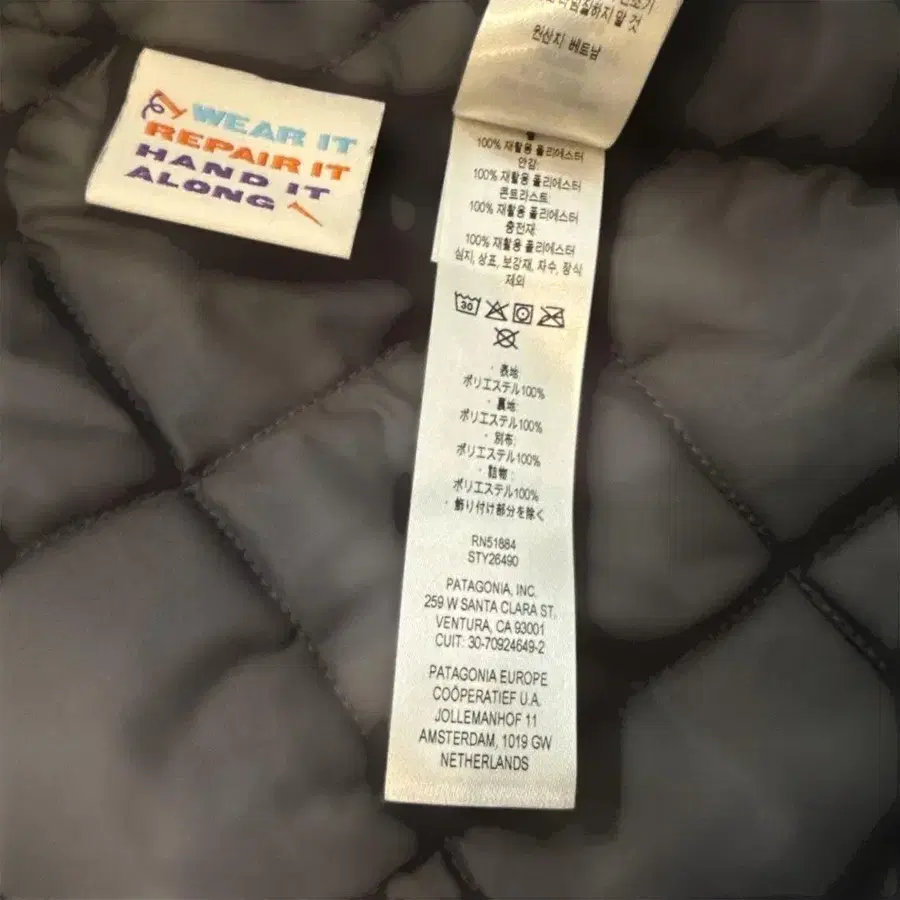 WEAR IT
REPAIR IT
HAND IT
ALONG
말 것
원산지 베트남
100% 재활용 폴리에스터
안감:
100% 재활용 폴리에스터
콘트라스트:
100% 재활용 폴리에스터
충전재:
100% 재활용 폴리에스터
심지, 상표, 보강재, 자수, 장식
제외
30
・表地:
ポリエステル100%
・裏地:
ポリエステル100%
・別布:
ポリエステル100%
・詰物:
ポリエステル100%
・飾り付け部分を除く
RN51884
STY26490
PATAGONIA, INC.
259 W SANTA CLARA ST.
VENTURA, CA 93001
CUIT: 30-70924649-2
PATAGONIA EUROPE
COÖPERATIEF U.A.
JOLLEMANHOF 11
AMSTERDAM, 1019 GW
NETHERLANDS